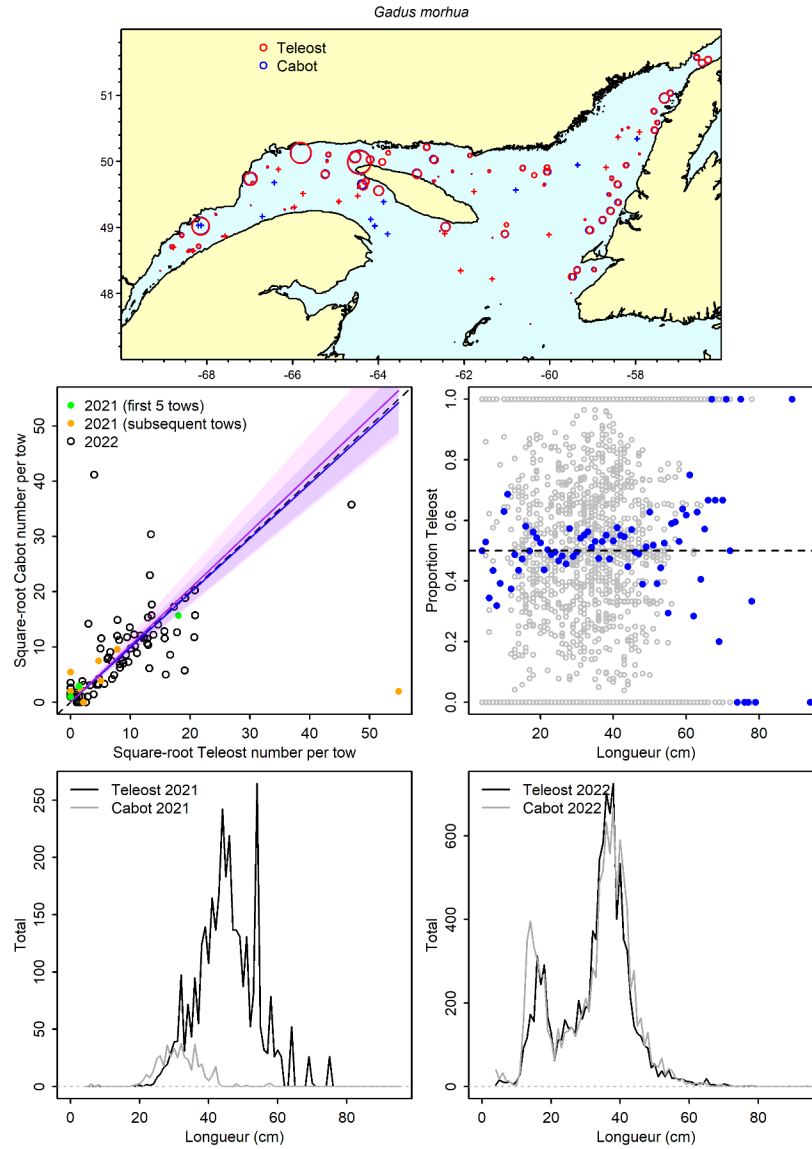 Gadus morhua
Teleost
Cabot
51
50
49
48
-68 -66 -64 -62 -60 -58
2021 (first 5 tows)
2021 (subsequent tows)
2022
50
40
30
20
10
0
Square-root Cabot number per tow
0 10 20 30 40 50
Square-root Teleost number per tow
1.0
0.8
0.6
0.4
0.2
0.0
Proportion Teleost
20 40 60 80
Longueur (cm)
Teleost 2021
Cabot 2021
250
200
150
100
50
0
Total
0 20 40 60 80
Longueur (cm)
Teleost 2022
Cabot 2022
600
400
200
0
Total
0 20 40 60 80
Longueur (cm)